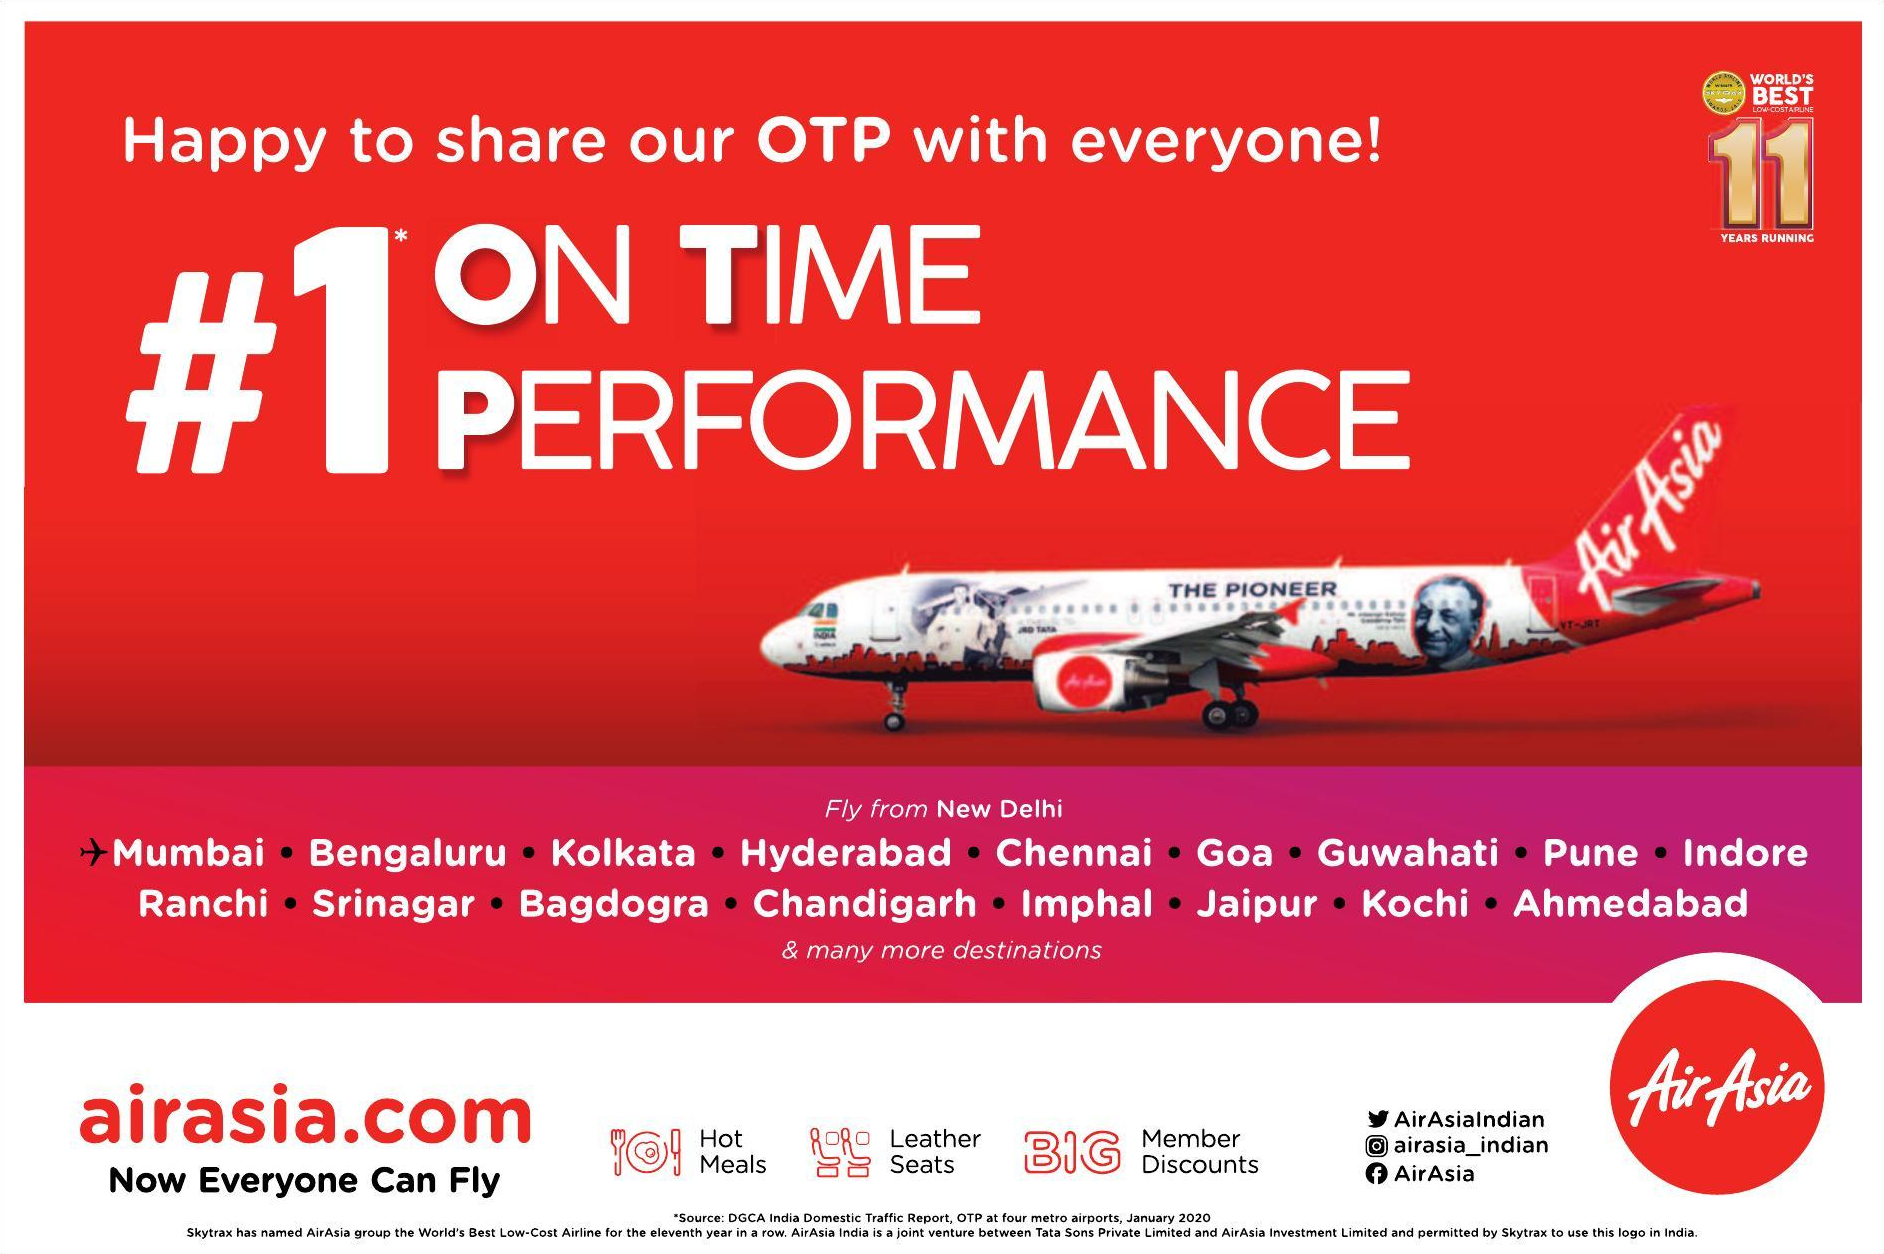 Happy to share our OTP with everyone!
WORLD'S
BEST
LOW-COST AIRLINE
11
YEARS RUNNING
#1* ON TIME
PERFORMANCE
AirAsia
THE PIONEER
JRD TATA
INDIA
VT-JRT
AirAsia
Fly from New Delhi
Mumbai • Bengaluru • Kolkata • Hyderabad • Chennai • Goa • Guwahati • Pune • Indore
Ranchi • Srinagar • Bagdogra • Chandigarh • Imphal • Jaipur • Kochi • Ahmedabad
& many more destinations
airasia.com
Now Everyone Can Fly
Hot
Meals
Leather
Seats
BIG
Member
Discounts
AirAsiaIndian
airasia_indian
AirAsia
AirAsia
*Source: DGCA India Domestic Traffic Report, OTP at four metro airports, January 2020
Skytrax has named AirAsia group the World's Best Low-Cost Airline for the eleventh year in a row. AirAsia India is a joint venture between Tata Sons Private Limited and AirAsia Investment Limited and permitted by Skytrax to use this logo in India.